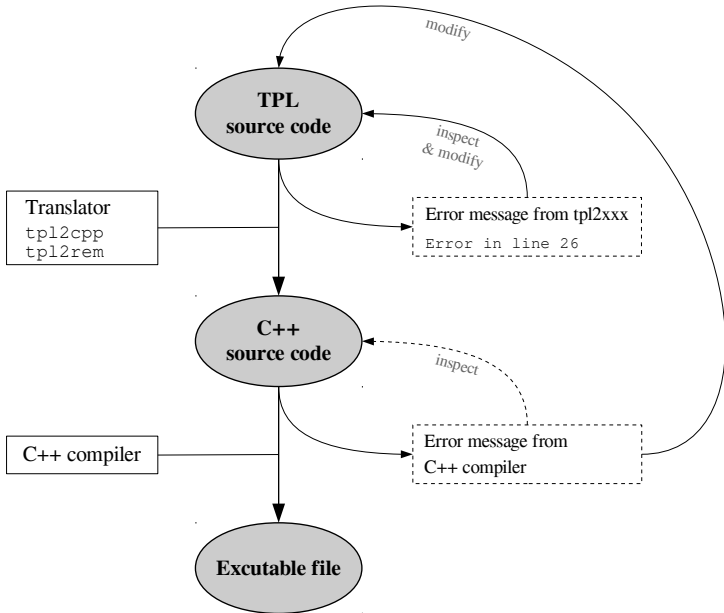 modify
TPL
source code
inspect
& modify
Translator
tpl2cpp
tpl2rem
Error message from tpl2xxx
Error in line 26
C++
source code
inspect
C++ compiler
Error message from
C++ compiler
Excutable file